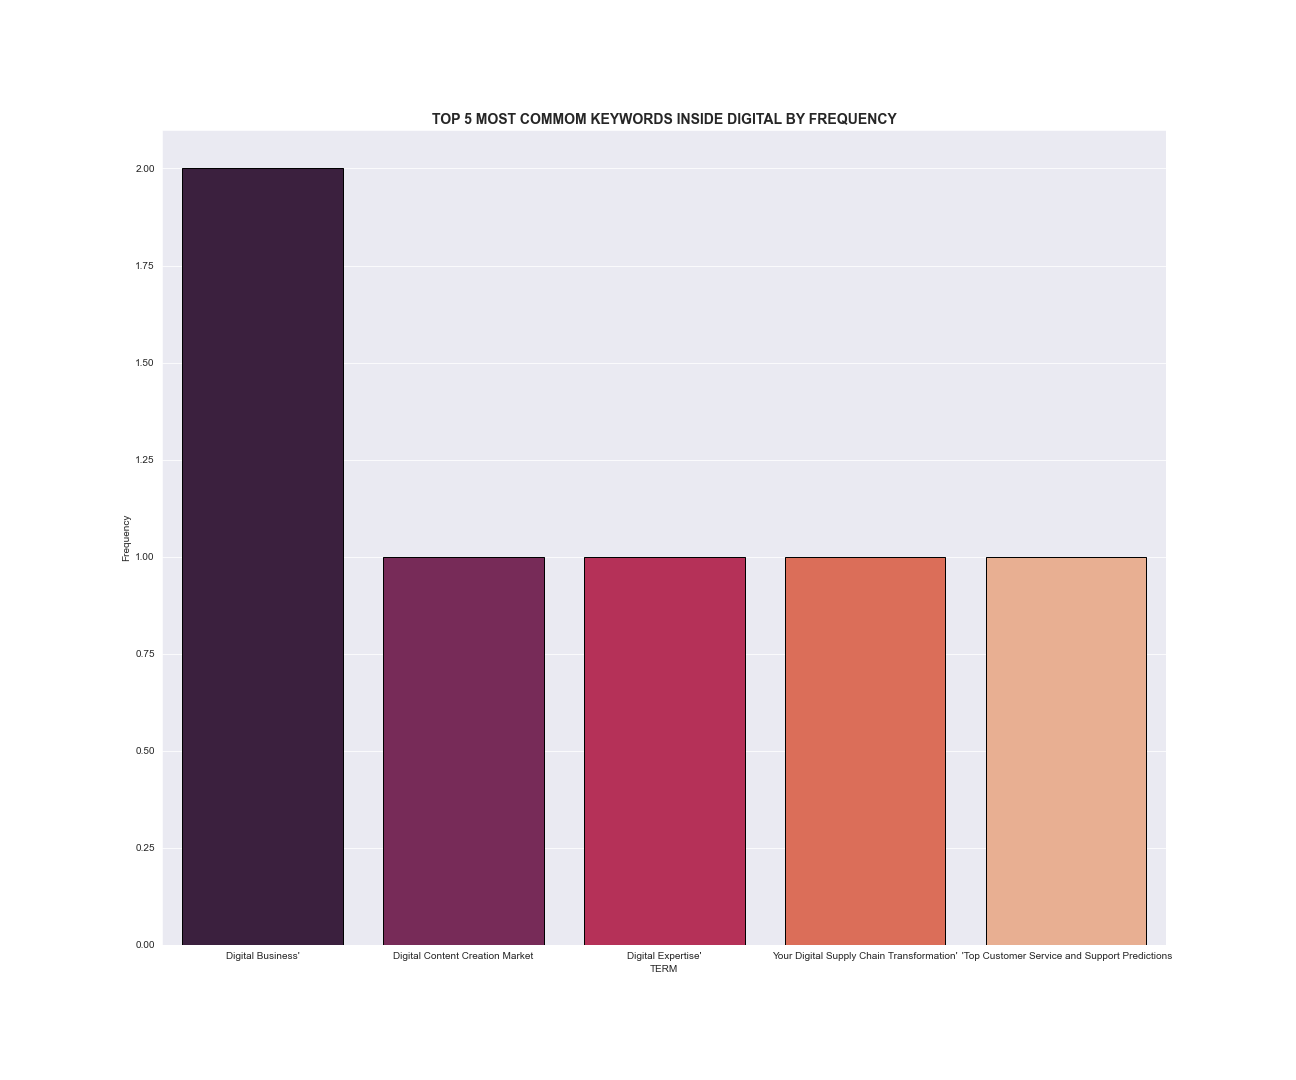 TOP 5 MOST COMMOM KEYWORDS INSIDE DIGITAL BY FREQUENCY
2.00
1.75
1.50
1.25
1.00
0.75
0.50
0.25
0.00
Frequency
Digital Business' Digital Content Creation Market Digital Expertise' Your Digital Supply Chain Transformation' 'Top Customer Service and Support Predictions
TERM